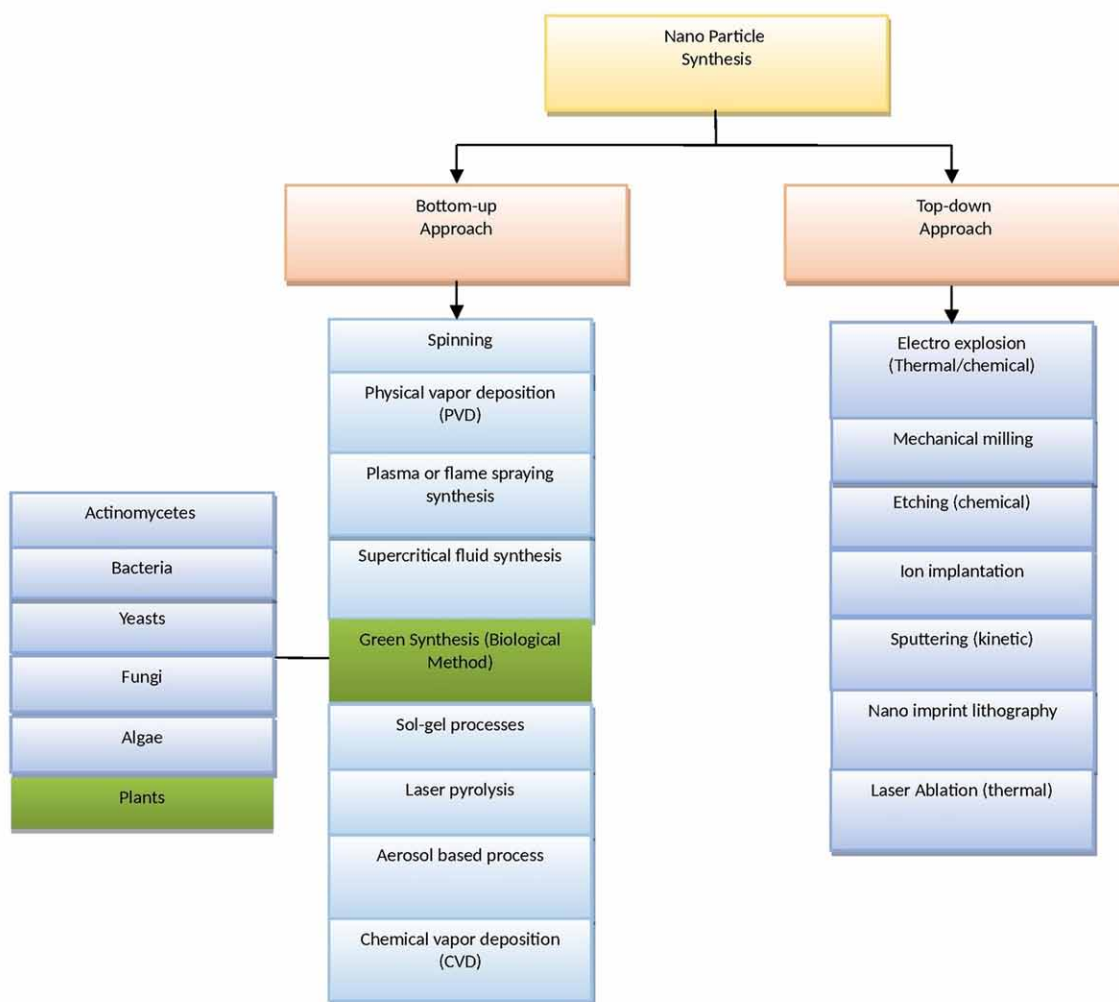 Nano Particle
Synthesis
Bottom-up
Approach
Top-down
Approach
Spinning
Physical vapor deposition
(PVD)
Plasma or flame spraying
synthesis
Supercritical fluid synthesis
Green Synthesis (Biological
Method)
Sol-gel processes
Laser pyrolysis
Aerosol based process
Chemical vapor deposition
(CVD)
Actinomycetes
Bacteria
Yeasts
Fungi
Algae
Plants
Electro explosion
(Thermal/chemical)
Mechanical milling
Etching (chemical)
Ion implantation
Sputtering (kinetic)
Nano imprint lithography
Laser Ablation (thermal)